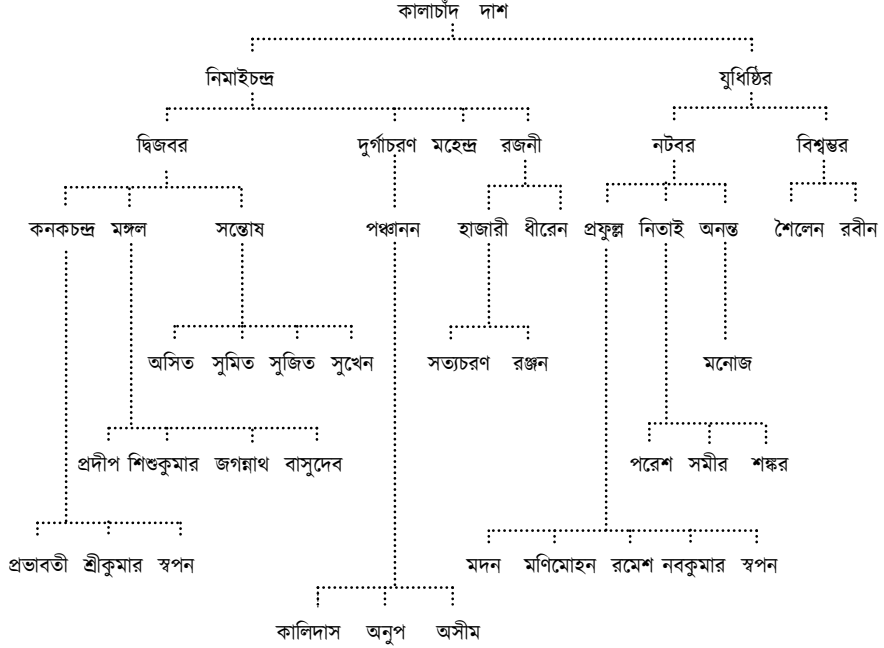 কালাচাঁদ দাশ
নিমাইচন্দ্র যুধিষ্ঠির
দ্বিজবর দুর্গাচরণ মহেন্দ্র রজনী নটবর বিশ্বম্ভর
কনকচন্দ্র মঙ্গল সন্তোষ পঞ্চানন হাজারী ধীরেন প্রফুল্ল নিতাই অনন্ত শৈলেন রবীন
অসিত সুমিত সুজিত সুখেন সত্যচরণ রঞ্জন মনোজ
প্রদীপ শিশুকুমার জগন্নাথ বাসুদেব পরেশ সমীর শঙ্কর
প্রভাবতী শ্রীকুমার স্বপন মদন মণিমোহন রমেশ নবকুমার স্বপন
কালিদাস অনুপ অসীম